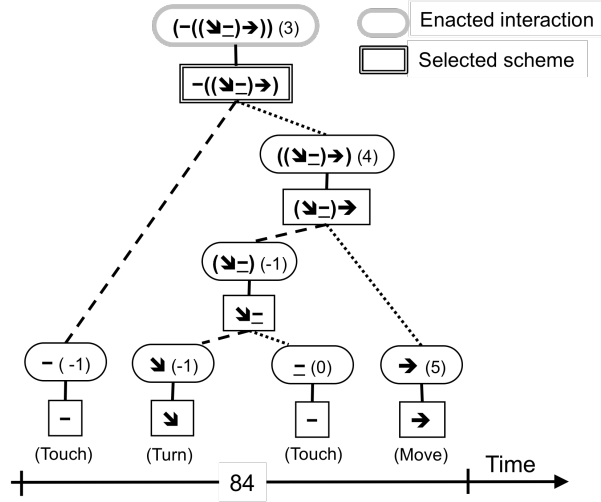 (−((➘−)➔)) (3)
Enacted interaction
−((➘−)➔)
Selected scheme
((➘−)➔) (4)
(➘−)➔
(➘−) (-1)
➘−
− ( -1)
➘ (-1)
− (0)
➔ (5)
−
➘
−
➔
(Touch)
(Turn)
(Touch)
(Move)
84
Time